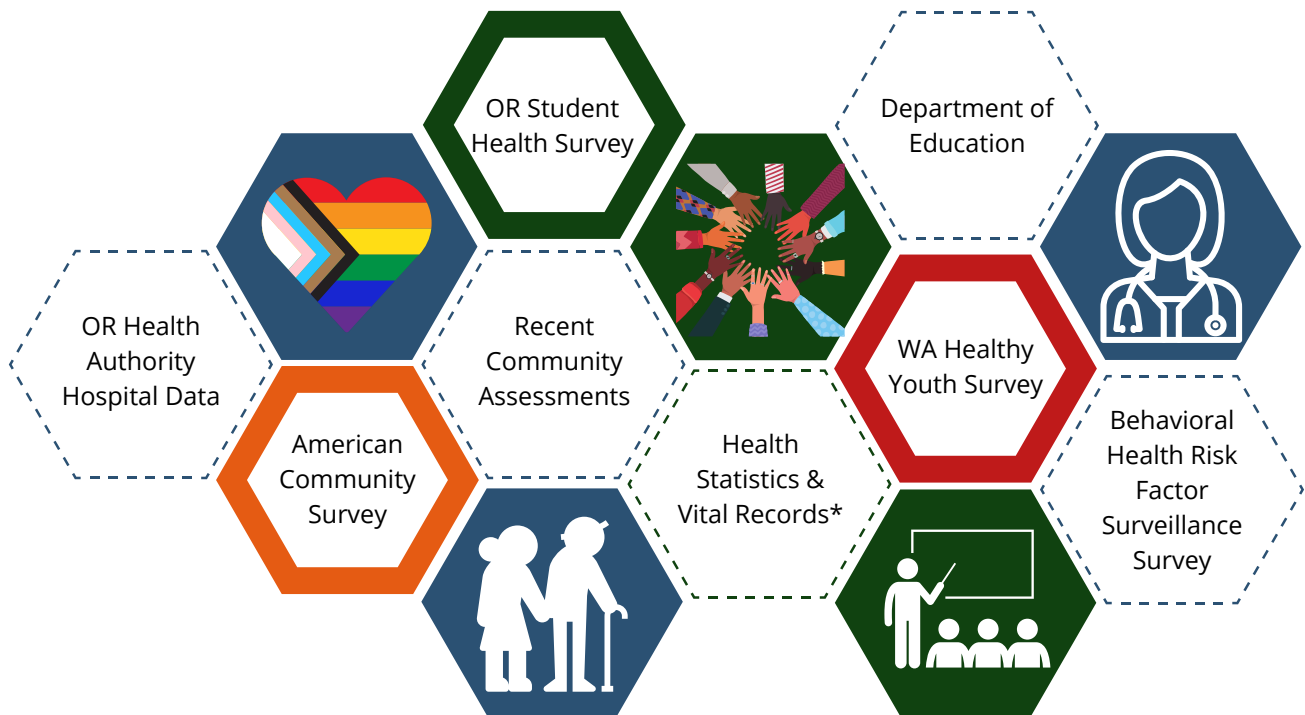 OR Student
Health Survey
Department of
Education
OR Health
Authority
Hospital Data
Recent
Community
Assessments
WA Healthy
Youth Survey
American
Community
Survey
Health
Statistics &
Vital Records*
Behavioral
Health Risk
Factor
Surveillance
Survey